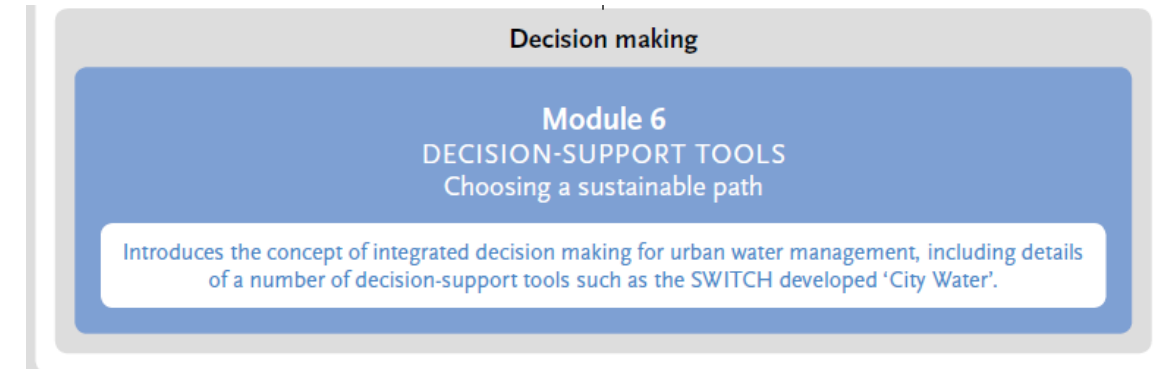 Decision making
Module 6
DECISION-SUPPORT TOOLS
Choosing a sustainable path
Introduces the concept of integrated decision making for urban water management, including details
of a number of decision-support tools such as the SWITCH developed ‘City Water’.